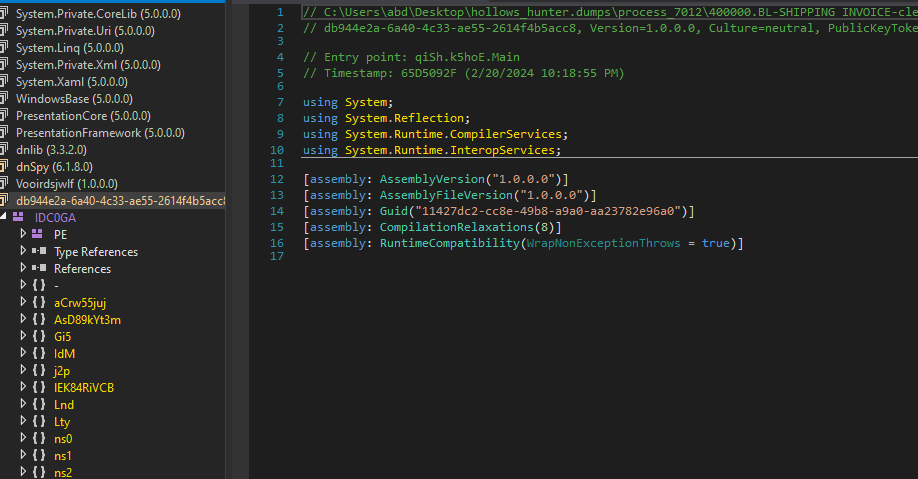 System.Private.CoreLib (5.0.0.0)
System.Private.Uri (5.0.0.0)
System.Linq (5.0.0.0)
System.Private.Xml (5.0.0.0)
System.Xaml (5.0.0.0)
WindowsBase (5.0.0.0)
PresentationCore (5.0.0.0)
PresentationFramework (5.0.0.0)
dnlib (3.3.2.0)
dnSpy (6.1.8.0)
Vooirdsjwlf (1.0.0.0)
db944e2a-6a40-4c33-ae55-2614f4b5acc8
IDC0GA
PE
Type References
References
{ } -
{ } aCrw55juj
{ } AsD89kYt3m
{ } Gi5
{ } IdM
{ } j2p
{ } IEK84RiVCB
{ } Lnd
{ } Lty
{ } ns0
{ } ns1
{ } ns2
1 // C:\Users\abd\Desktop\hollows_hunter.dumps\process_7012\400000.BL-SHIPPING INVOICE-cle
2 // db944e2a-6a40-4c33-ae55-2614f4b5acc8, Version=1.0.0.0, Culture=neutral, PublicKeyToke
3
4 // Entry point: qiSh.k5hoE.Main
5 // Timestamp: 65D5092F (2/20/2024 10:18:55 PM)
6
7 using System;
8 using System.Reflection;
9 using System.Runtime.CompilerServices;
10 using System.Runtime.InteropServices;
11
12 [assembly: AssemblyVersion("1.0.0.0")]
13 [assembly: AssemblyFileVersion("1.0.0.0")]
14 [assembly: Guid("11427dc2-cc8e-49b8-a9a0-aa23782e96a0")]
15 [assembly: CompilationRelaxations(8)]
16 [assembly: RuntimeCompatibility(WrapNonExceptionThrows = true)]
17